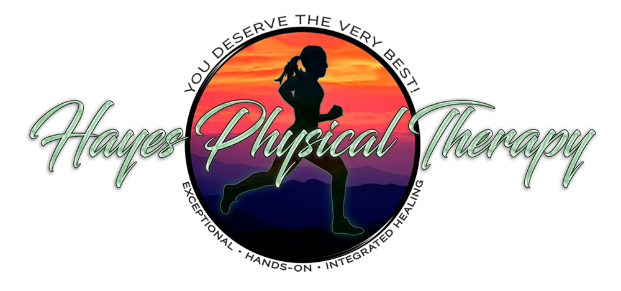 YOU DESERVE THE VERY BEST!
Hayes Physical Therapy
EXCEPTIONAL • HANDS-ON • INTEGRATED HEALING